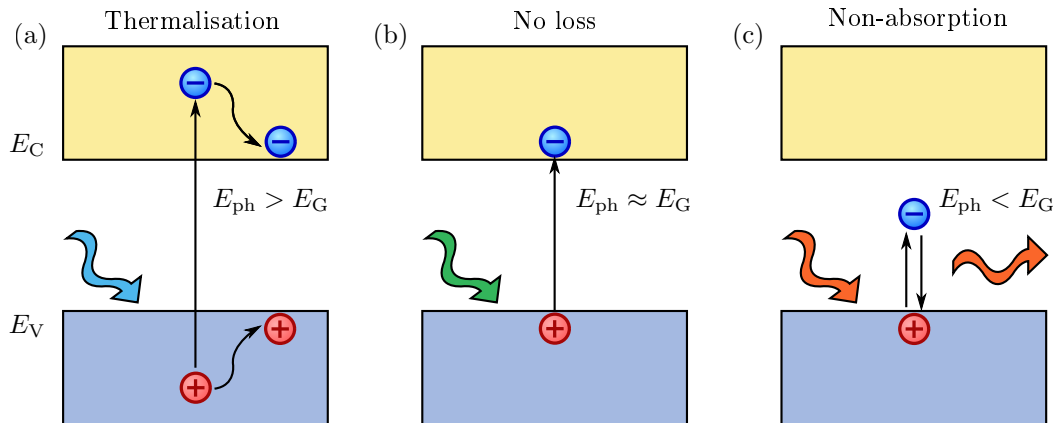 (a) Thermalisation
(b) No loss
(c) Non-absorption
E_C
E_ph > E_G
E_ph ≈ E_G
E_ph < E_G
E_V